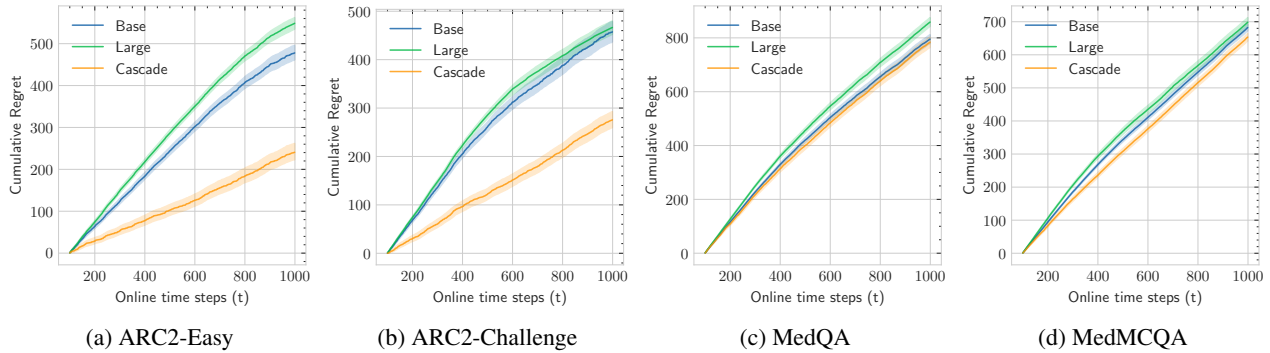 Cumulative Regret
500
400
300
200
100
0
Base
Large
Cascade
200
400
600
800
1000
Online time steps (t)
(a) ARC2-Easy
Cumulative Regret
500
400
300
200
100
0
Base
Large
Cascade
200
400
600
800
1000
Online time steps (t)
(b) ARC2-Challenge
Cumulative Regret
800
600
400
200
0
Base
Large
Cascade
200
400
600
800
1000
Online time steps (t)
(c) MedQA
Cumulative Regret
700
600
500
400
300
200
100
0
Base
Large
Cascade
200
400
600
800
1000
Online time steps (t)
(d) MedMCQA